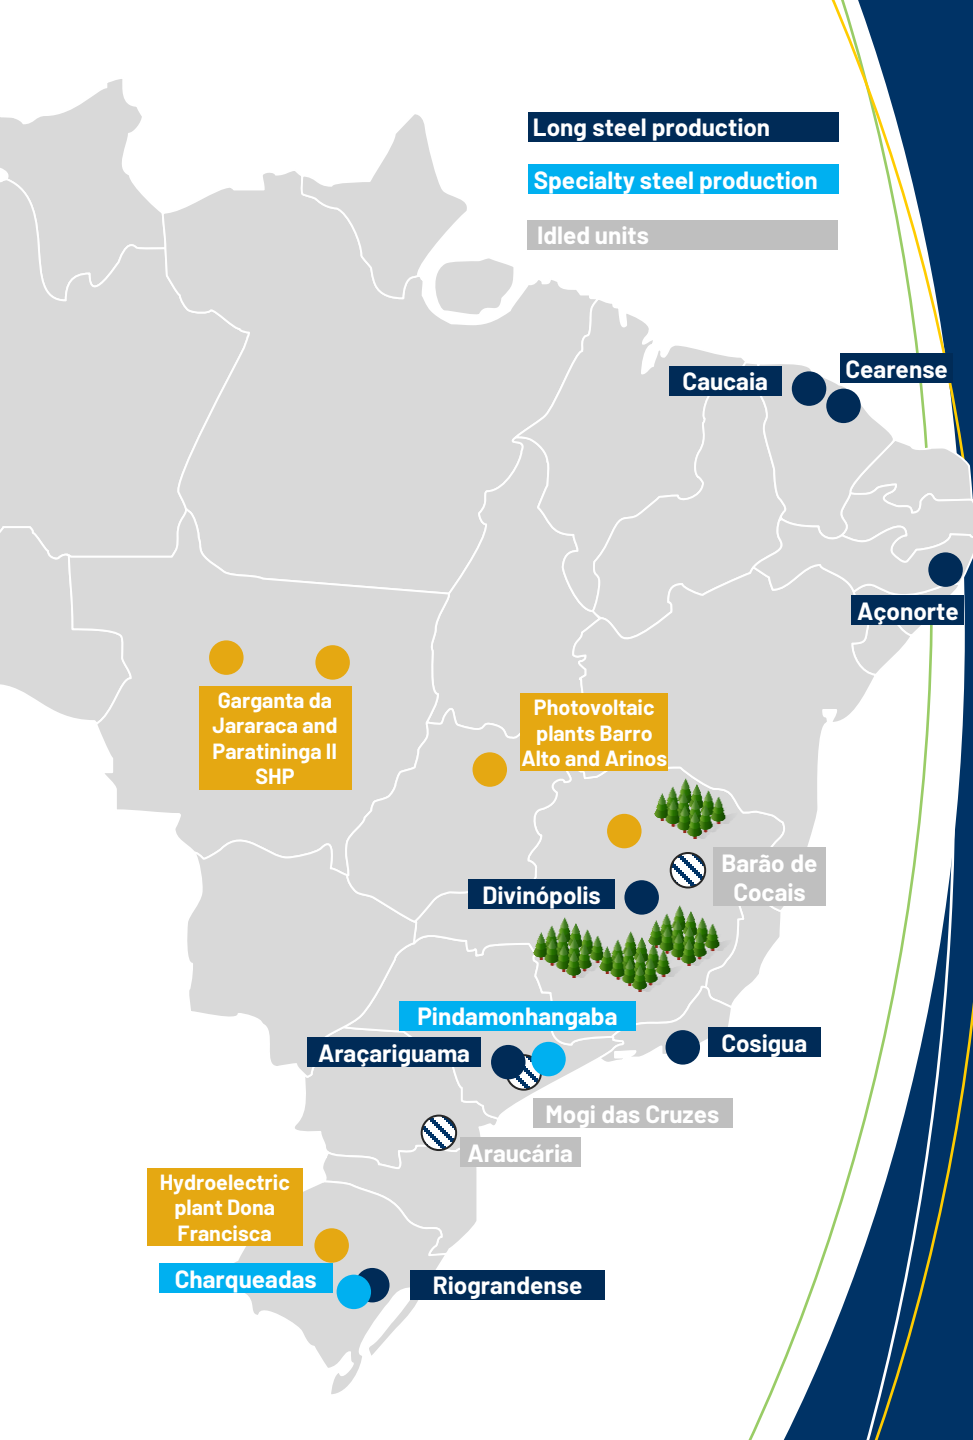 Long steel production
Specialty steel production
Idled units
Cearense
Caucaia
Açonorte
Garganta da
Jararaca and
Paratininga II
SHP
Photovoltaic
plants Barro
Alto and Arinos
Barão de
Cocais
Divinópolis
Pindamonhangaba
Araçariguama
Cosigua
Mogi das Cruzes
Araucária
Hydroelectric
plant Dona
Francisca
Charqueadas
Riograndense